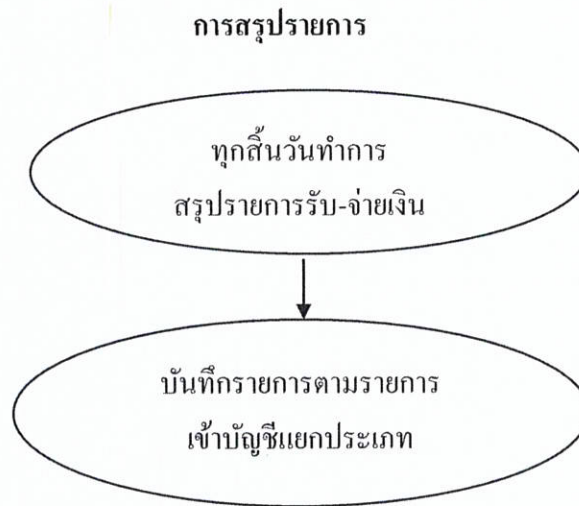 การสรุปรายการ
ทุกสิ้นวันทำการ
สรุปรายการรับ-จ่ายเงิน
บันทึกรายการตามรายการ
เข้าบัญชีแยกประเภท